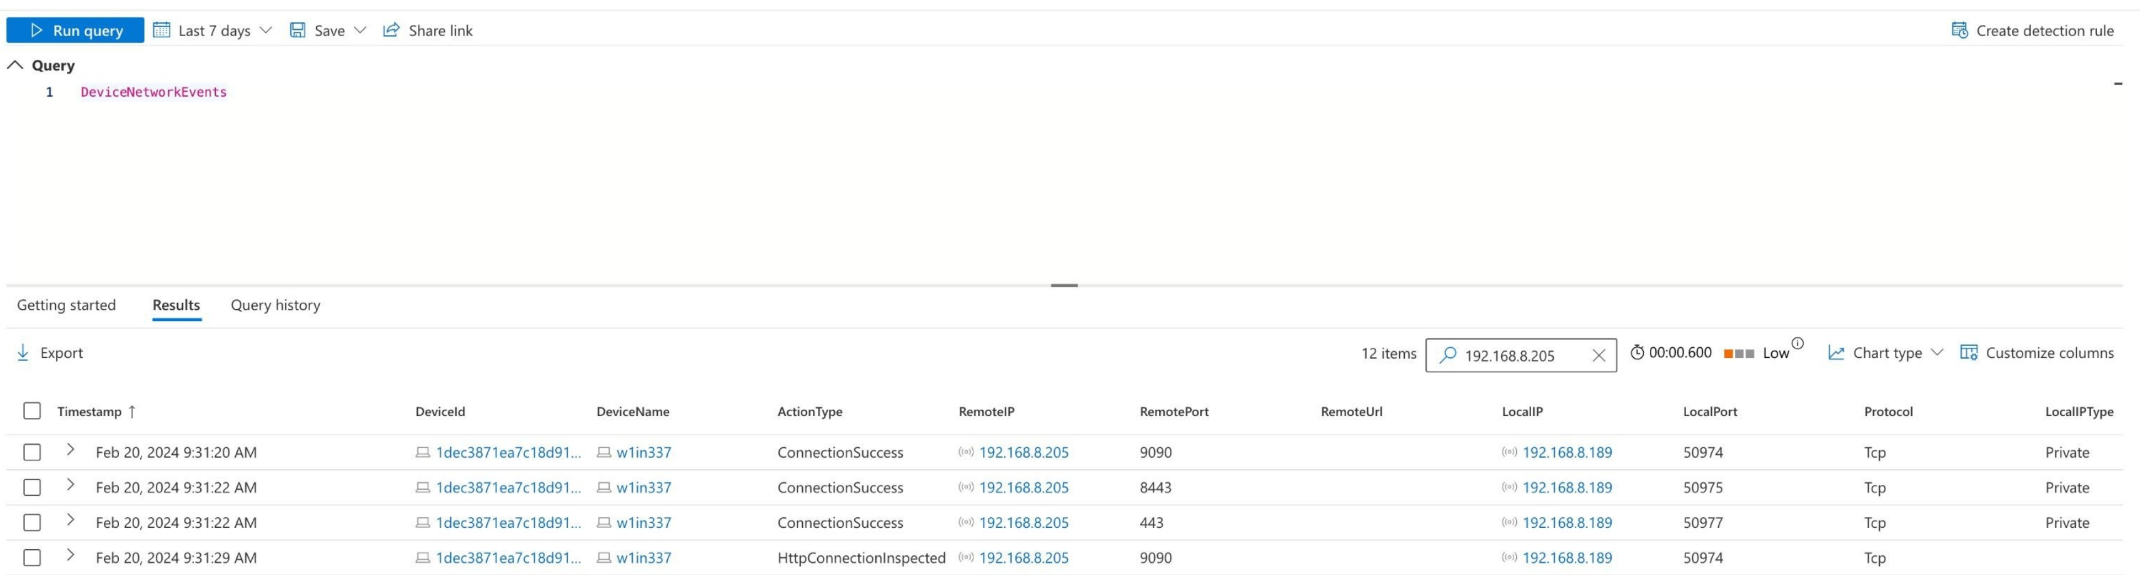 Run query Last 7 days Save Share link Create detection rule
Query
1 DeviceNetworkEvents
Getting started Results Query history
Export 12 items 192.168.8.205 00:00.600 Low Chart type Customize columns
Timestamp ↑ DeviceId DeviceName ActionType RemoteIP RemotePort RemoteUrl LocalIP LocalPort Protocol LocalIPType
Feb 20, 2024 9:31:20 AM 1dec3871ea7c18d91... w1in337 ConnectionSuccess 192.168.8.205 9090 192.168.8.189 50974 Tcp Private
Feb 20, 2024 9:31:22 AM 1dec3871ea7c18d91... w1in337 ConnectionSuccess 192.168.8.205 8443 192.168.8.189 50975 Tcp Private
Feb 20, 2024 9:31:22 AM 1dec3871ea7c18d91... w1in337 ConnectionSuccess 192.168.8.205 443 192.168.8.189 50977 Tcp Private
Feb 20, 2024 9:31:29 AM 1dec3871ea7c18d91... w1in337 HttpConnectionInspected 192.168.8.205 9090 192.168.8.189 50974 Tcp